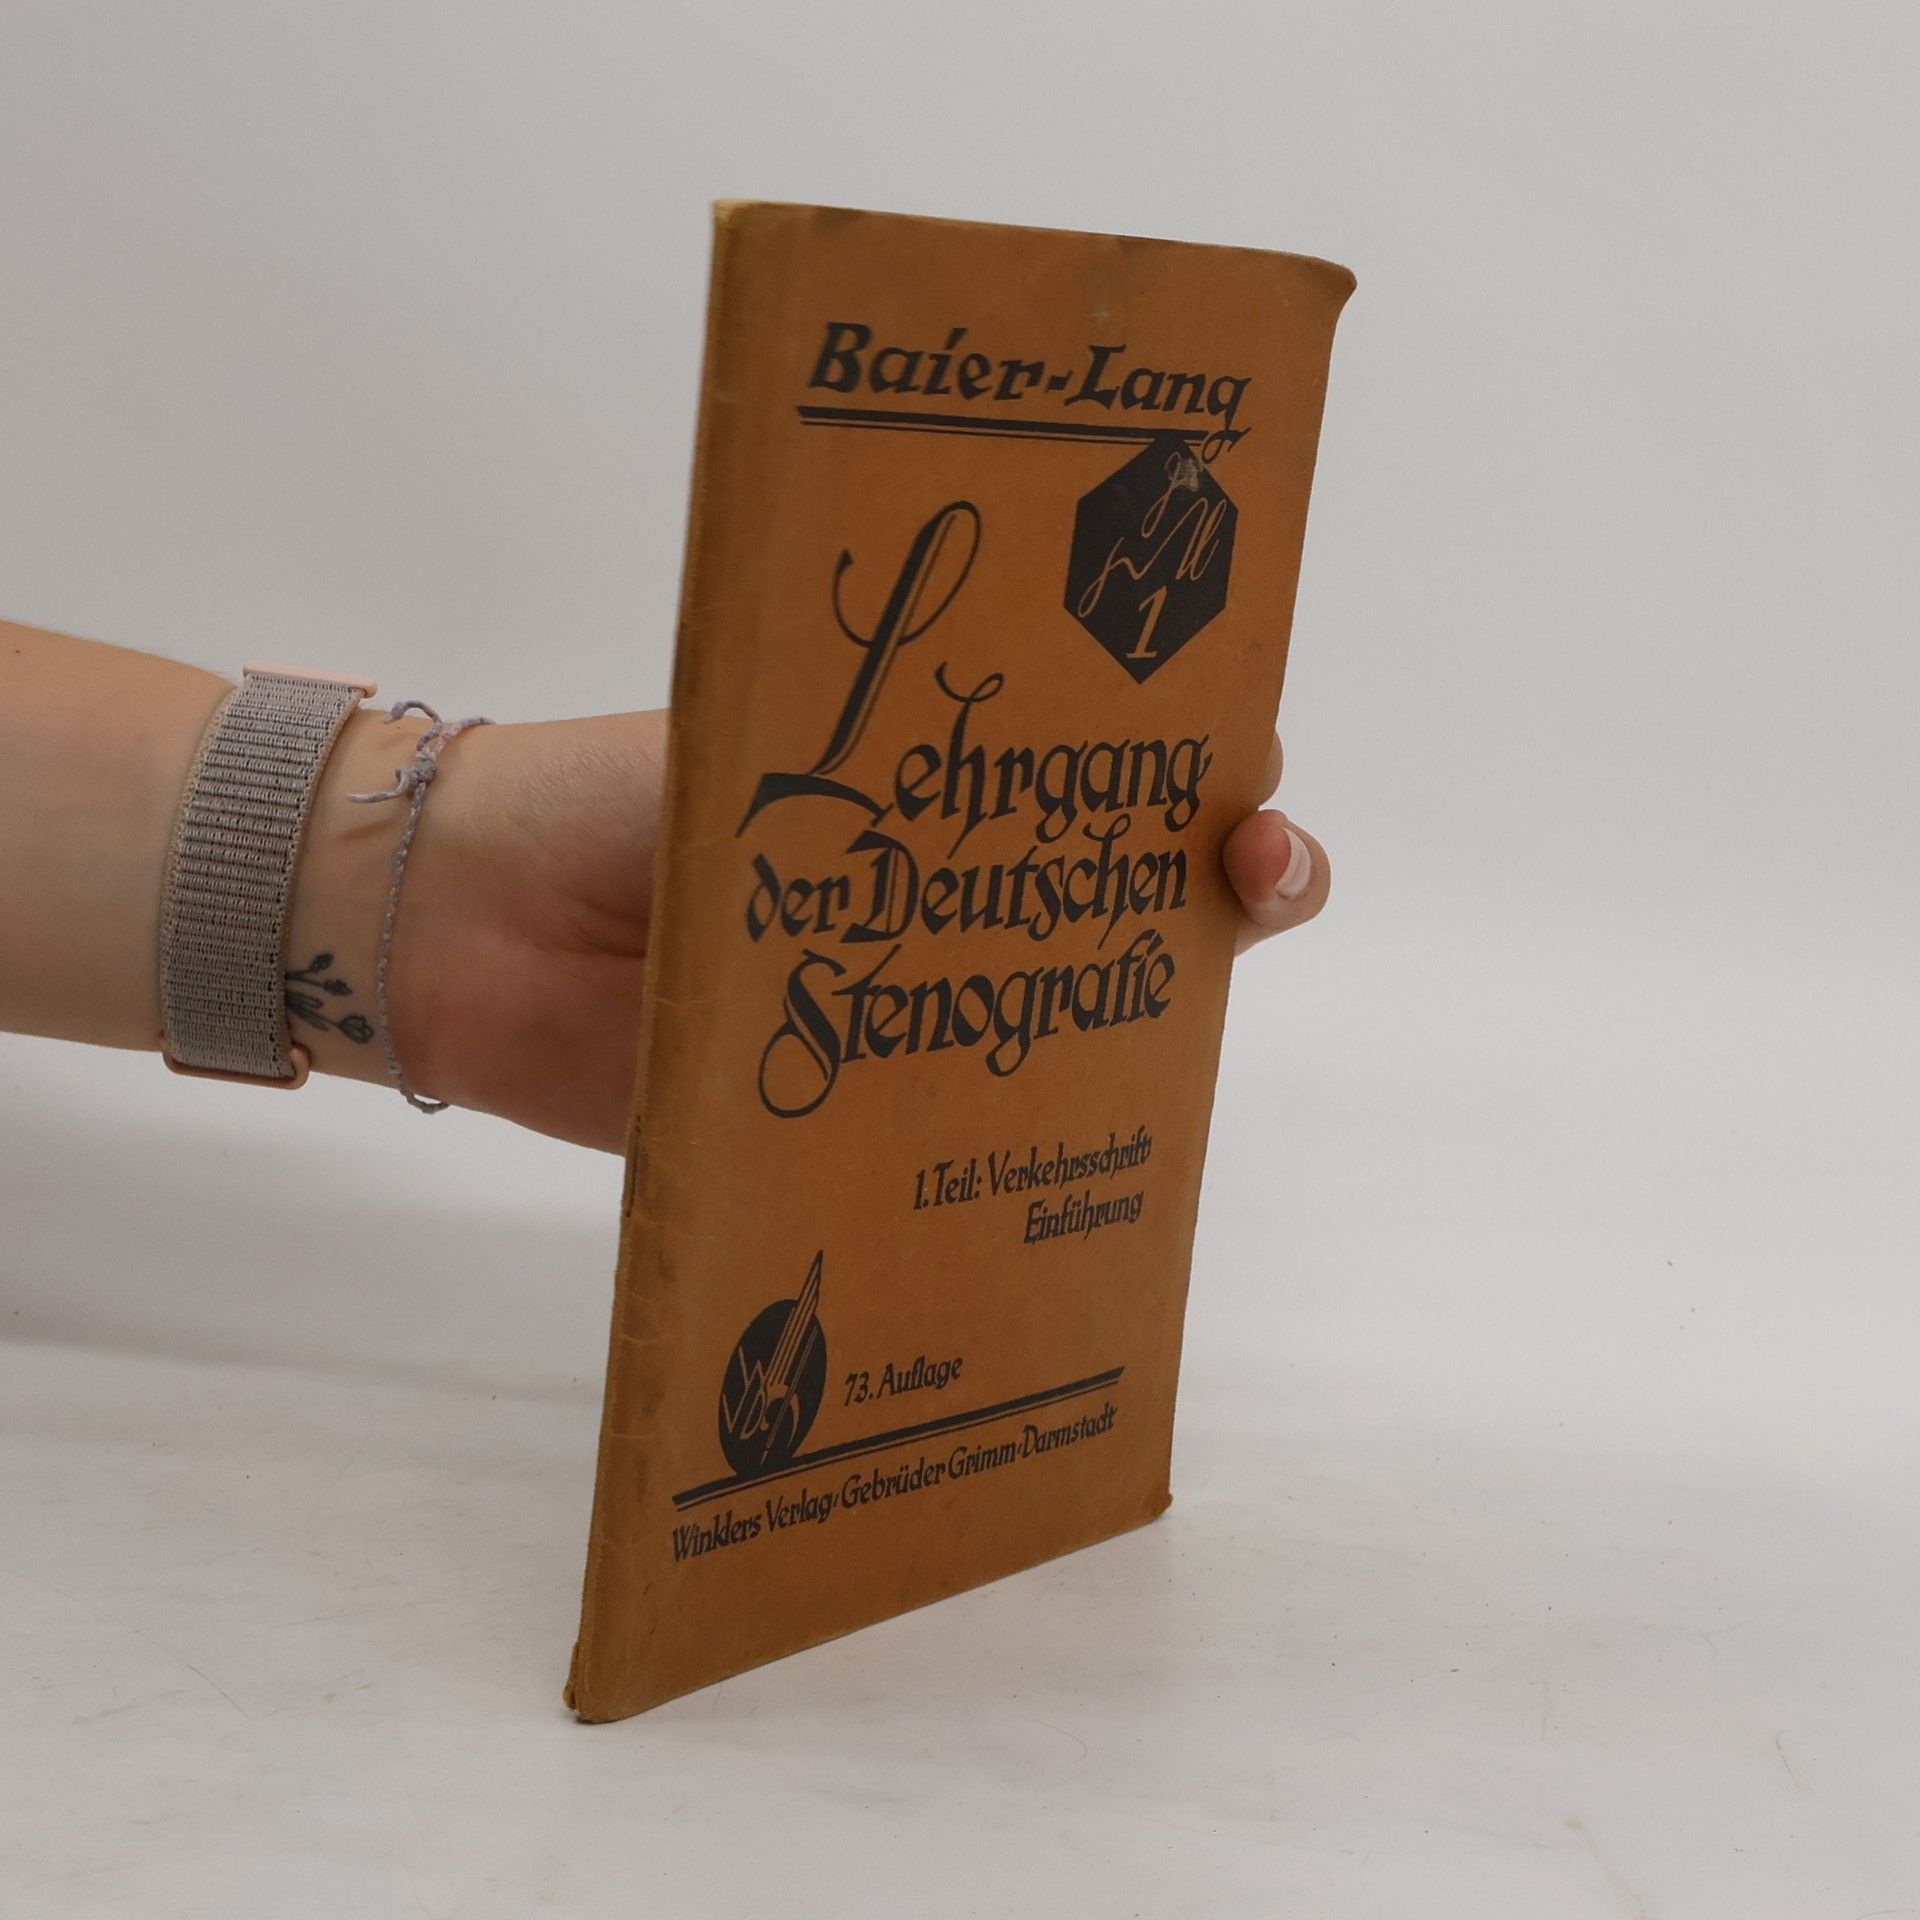 Baier-Lang
1
Lehrgang
der Deutschen
Stenografie
1. Teil: Verkehrsschrift
Einführung
73. Auflage
Winklers Verlag · Gebrüder Grimm · Darmstadt